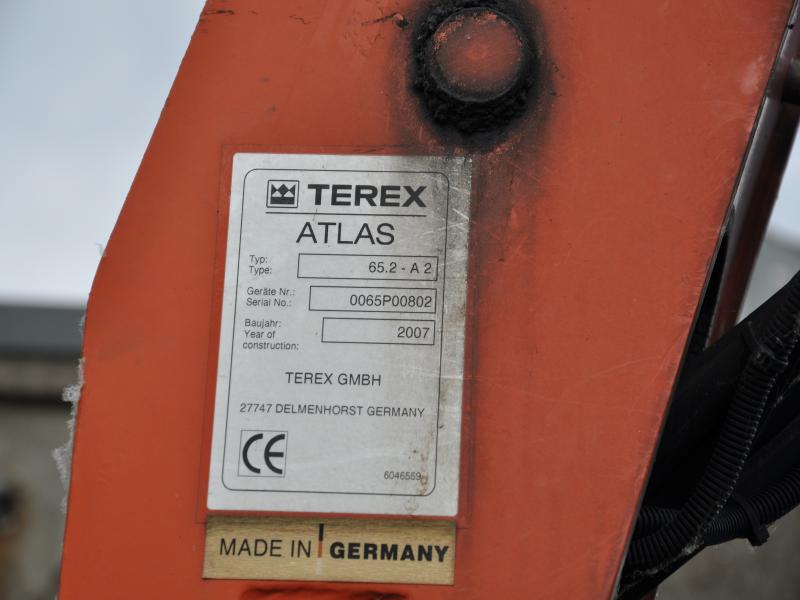 TEREX
ATLAS
Typ:
Type:
65.2 - A 2
Geräte Nr.:
Serial No.:
0065P00802
Baujahr:
Year of
construction:
2007
TEREX GMBH
27747 DELMENHORST GERMANY
CE
6046559
MADE IN GERMANY